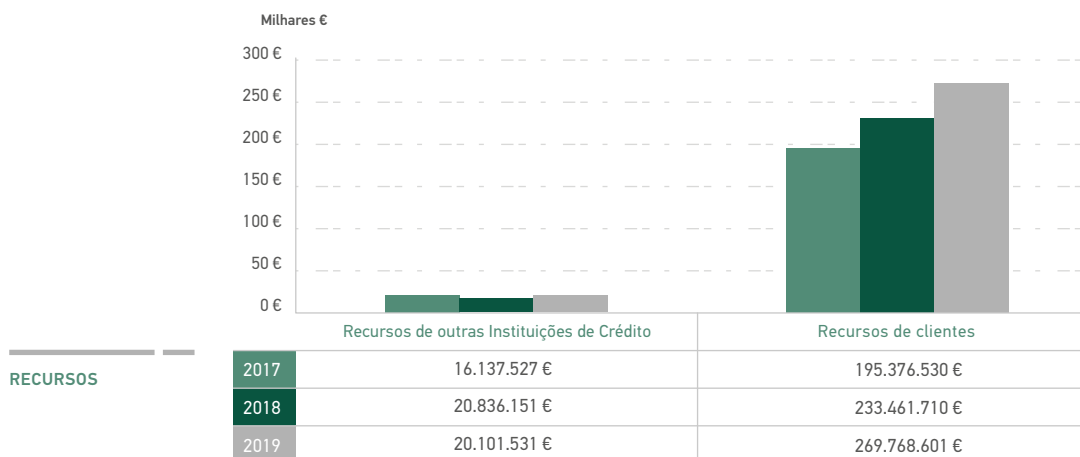 Milhares €
300 €
250 €
200 €
150 €
100 €
50 €
0 €
Recursos de outras Instituições de Crédito Recursos de clientes
RECURSOS
2017 16.137.527 € 195.376.530 €
2018 20.836.151 € 233.461.710 €
2019 20.101.531 € 269.768.601 €